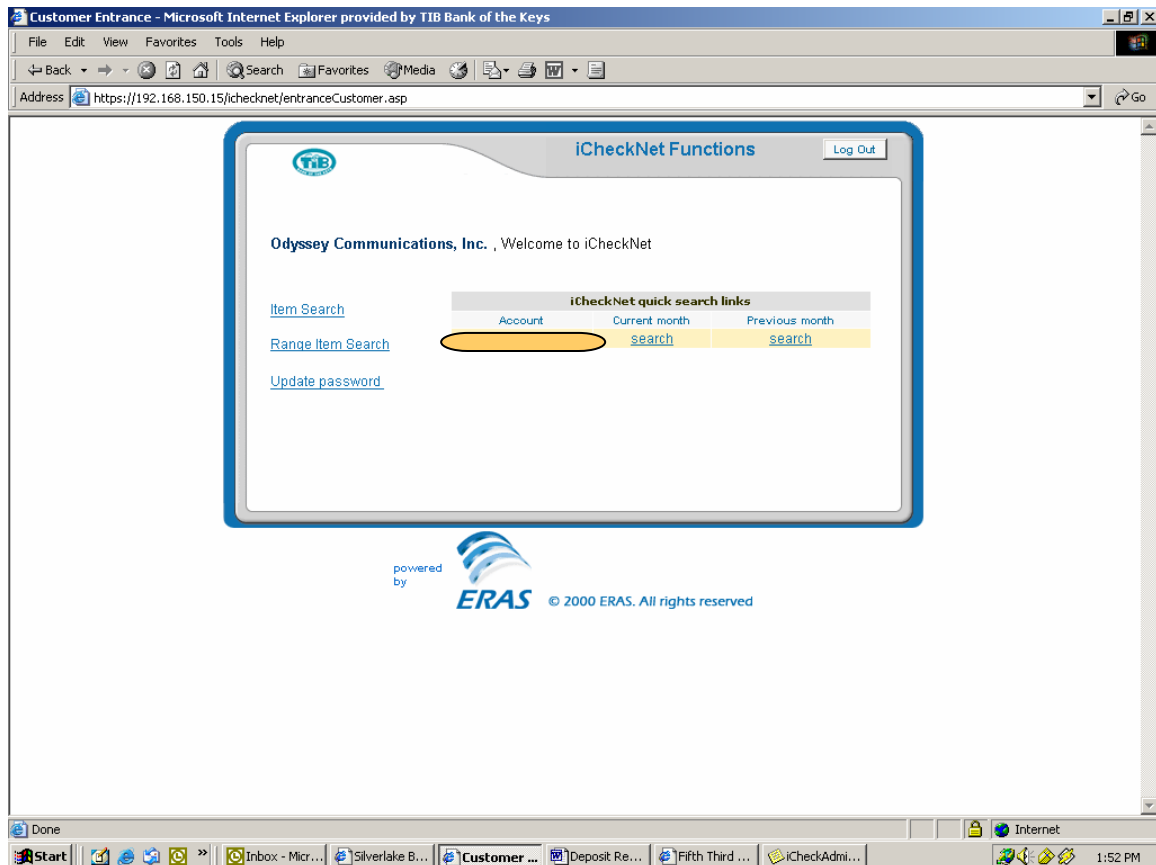 Customer Entrance - Microsoft Internet Explorer provided by TIB Bank of the Keys
File Edit View Favorites Tools Help
Back Search Favorites Media
Address https://192.168.150.15/ichecknet/entranceCustomer.asp Go
TIB
iCheckNet Functions
Log Out
Odyssey Communications, Inc. , Welcome to iCheckNet
Item Search
Range Item Search
Update password
iCheckNet quick search links
Account Current month Previous month
search search
powered
by
ERAS © 2000 ERAS. All rights reserved
Done Internet
Start Inbox - Micr... Silverlake B... Customer ... Deposit Re... Fifth Third ... iCheckAdmi... 1:52 PM